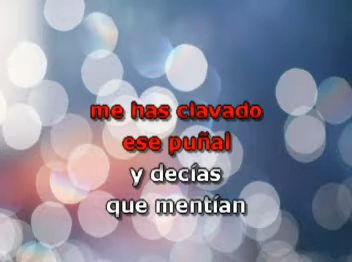 me has clavado
ese puñal
y decías
que mentían